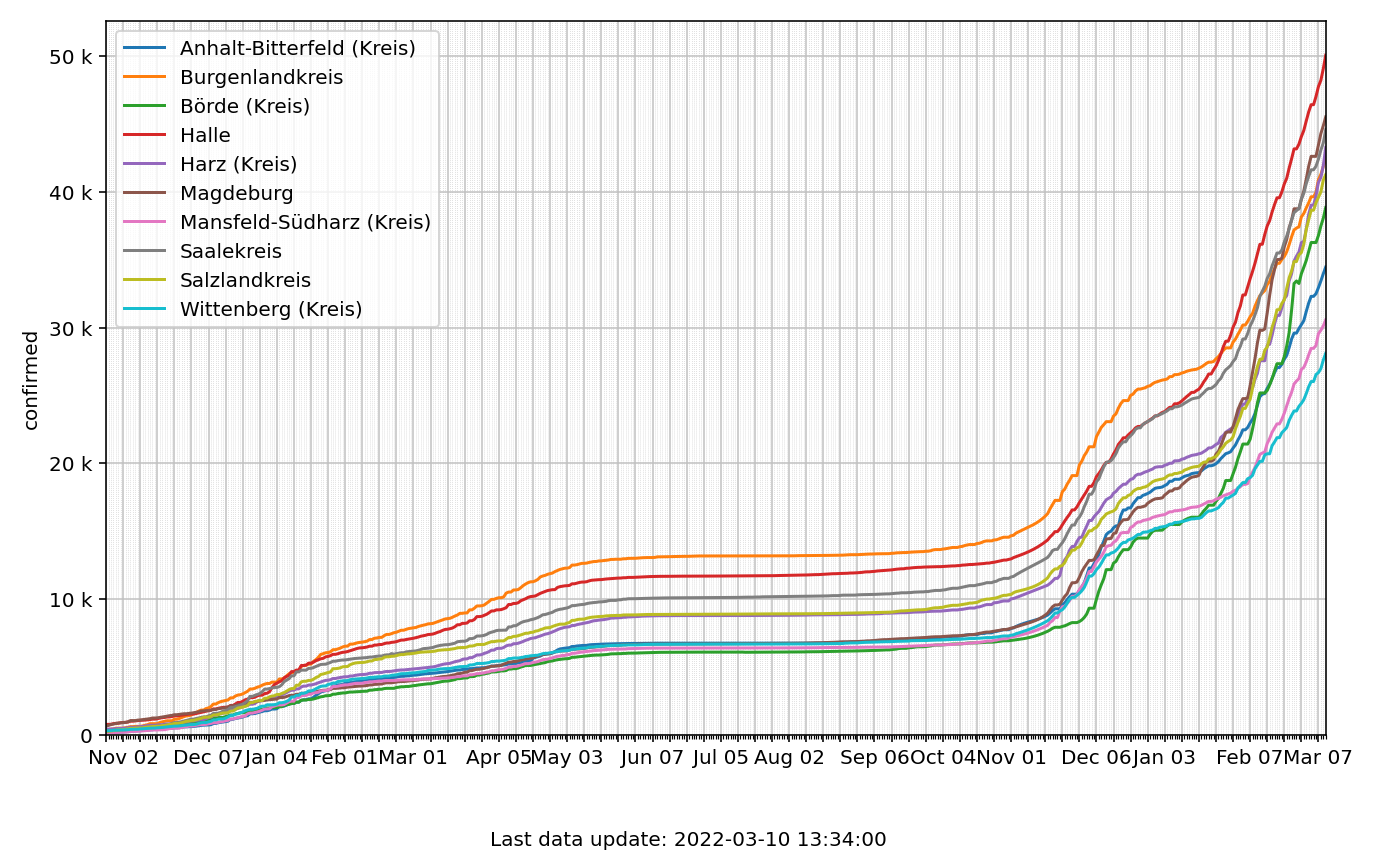 50 k
40 k
30 k
20 k
10 k
0
confirmed
Anhalt-Bitterfeld (Kreis)
Burgenlandkreis
Börde (Kreis)
Halle
Harz (Kreis)
Magdeburg
Mansfeld-Südharz (Kreis)
Saalekreis
Salzlandkreis
Wittenberg (Kreis)
Nov 02 Dec 07 Jan 04 Feb 01 Mar 01 Apr 05 May 03 Jun 07 Jul 05 Aug 02 Sep 06 Oct 04 Nov 01 Dec 06 Jan 03 Feb 07 Mar 07
Last data update: 2022-03-10 13:34:00